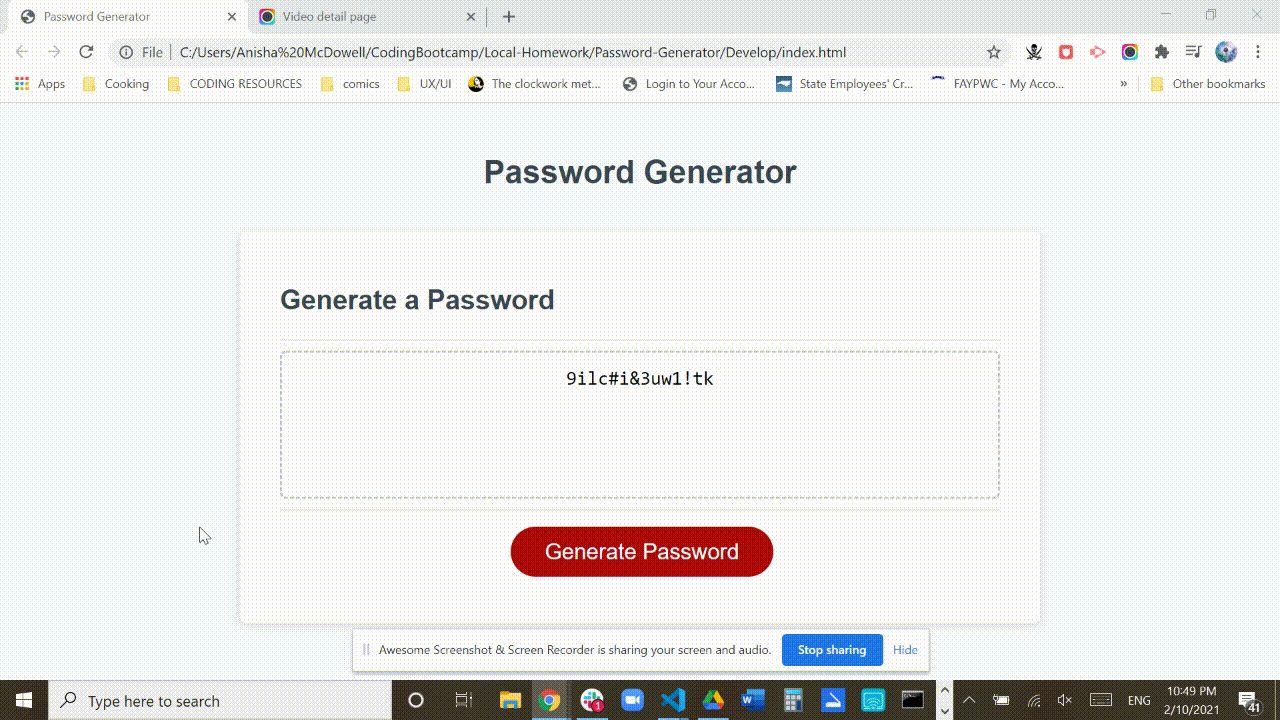 Password Generator
Video detail page
File
C:/Users/Anisha%20McDowell/CodingBootcamp/Local-Homework/Password-Generator/Develop/index.html
Apps
Cooking
CODING RESOURCES
comics
UX/UI
The clockwork met...
Login to Your Acco...
State Employees' Cr...
FAYPWC - My Acco...
»
Other bookmarks
Password Generator
Generate a Password
9ilc#i&3uw1!tk
Generate Password
Awesome Screenshot & Screen Recorder is sharing your screen and audio.
Stop sharing
Hide
Type here to search
1
ENG
10:49 PM
2/10/2021
41